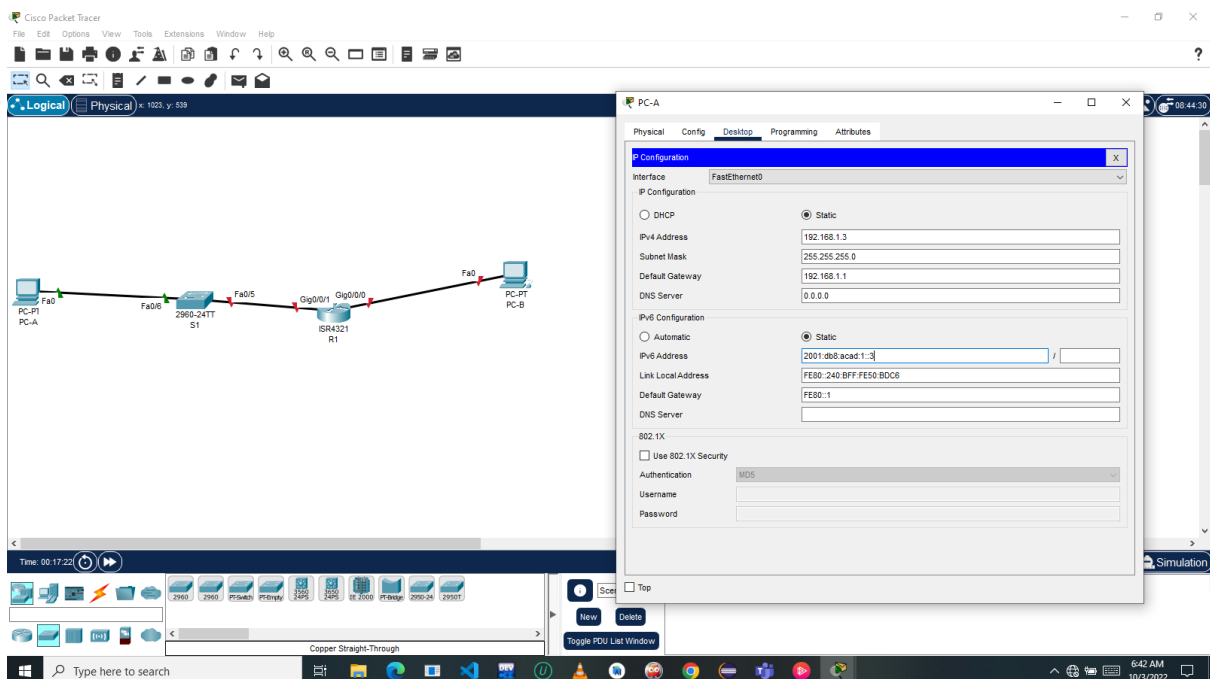 Cisco Packet Tracer
File Edit Options View Tools Extensions Window Help
?
Logical Physical x: 1023, y: 539
08:44:30
PC-A
Physical Config Desktop Programming Attributes
IP Configuration X
Interface FastEthernet0
IP Configuration
DHCP Static
IPv4 Address 192.168.1.3
Subnet Mask 255.255.255.0
Default Gateway 192.168.1.1
DNS Server 0.0.0.0
IPv6 Configuration
Automatic Static
IPv6 Address 2001:db8:acad:1::3 /
Link Local Address FE80::240:BFF:FE50:BDC6
Default Gateway FE80::1
DNS Server
802.1X
Use 802.1X Security
Authentication MD5
Username
Password
Top
Fa0
PC-PT
PC-A
Fa0/6
2960-24TT
S1
Fa0/5
Gig0/0/1 Gig0/0/0
ISR4321
R1
Fa0
PC-PT
PC-B
Time: 00:17:22
Simulation
2960 2960 PT-Switch PT-Empty 3560 24PS 3650 24PS IE 2000 PT-Bridge 2950-24 2950T
Scer
New Delete
Toggle PDU List Window
Copper Straight-Through
Type here to search
DEV
6:42 AM
10/3/2022